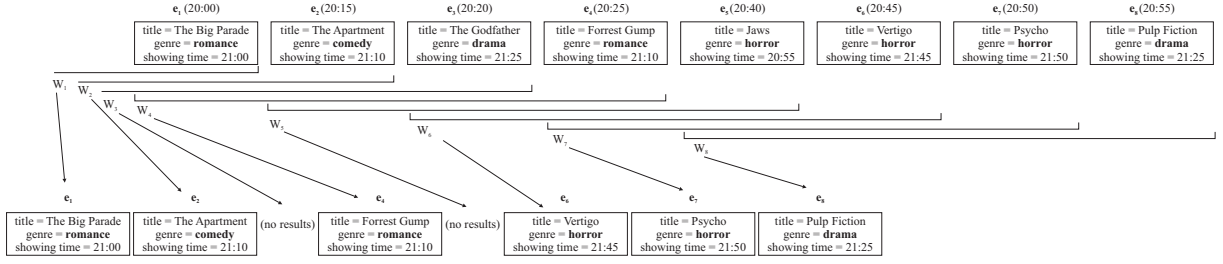 e₁ (20:00) e₂ (20:15) e₃ (20:20) e₄ (20:25) e₅ (20:40) e₆ (20:45) e₇ (20:50) e₈ (20:55)
title = The Big Parade
genre = romance
showing time = 21:00
title = The Apartment
genre = comedy
showing time = 21:10
title = The Godfather
genre = drama
showing time = 21:25
title = Forrest Gump
genre = romance
showing time = 21:10
title = Jaws
genre = horror
showing time = 20:55
title = Vertigo
genre = horror
showing time = 21:45
title = Psycho
genre = horror
showing time = 21:50
title = Pulp Fiction
genre = drama
showing time = 21:25
W₁
W₂
W₃
W₄
W₅
W₆
W₇
W₈
e₁ e₂ e₄ e₆ e₇ e₈
title = The Big Parade
genre = romance
showing time = 21:00
title = The Apartment
genre = comedy
showing time = 21:10
(no results)
title = Forrest Gump
genre = romance
showing time = 21:10
(no results)
title = Vertigo
genre = horror
showing time = 21:45
title = Psycho
genre = horror
showing time = 21:50
title = Pulp Fiction
genre = drama
showing time = 21:25